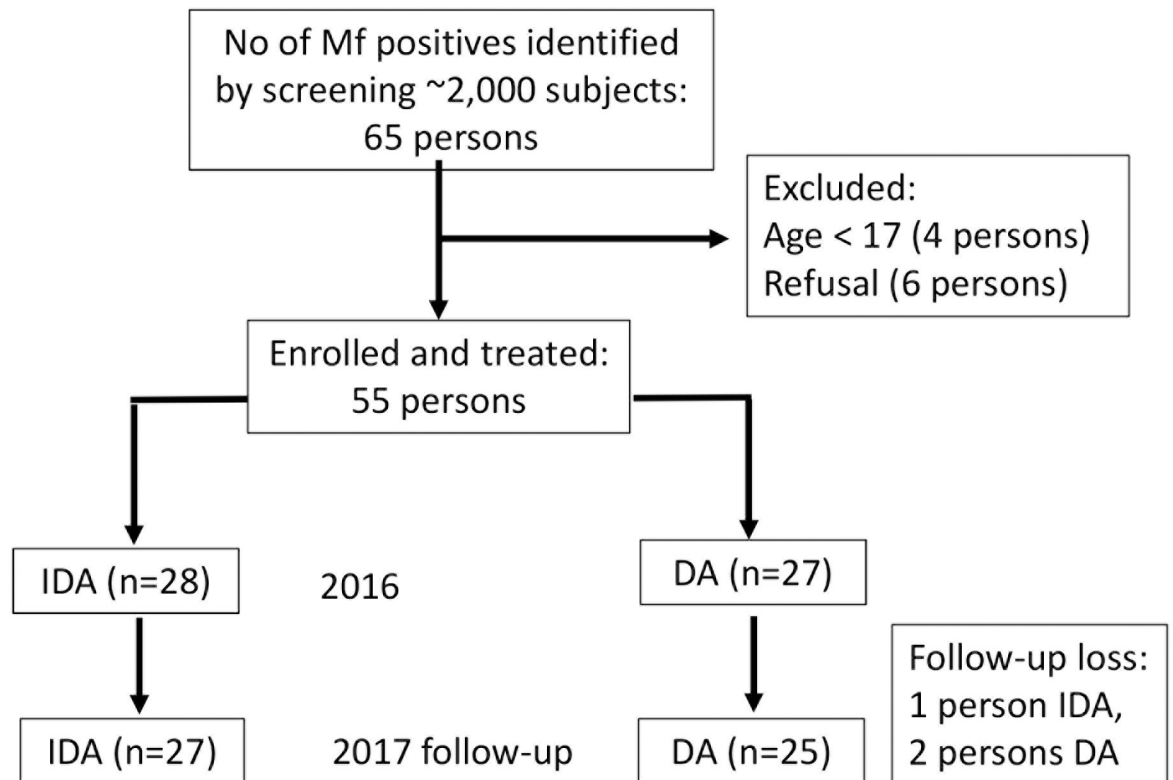 No of Mf positives identified
by screening ~2,000 subjects:
65 persons
Excluded:
Age < 17 (4 persons)
Refusal (6 persons)
Enrolled and treated:
55 persons
IDA (n=28)
2016
DA (n=27)
IDA (n=27)
2017 follow-up
DA (n=25)
Follow-up loss:
1 person IDA,
2 persons DA